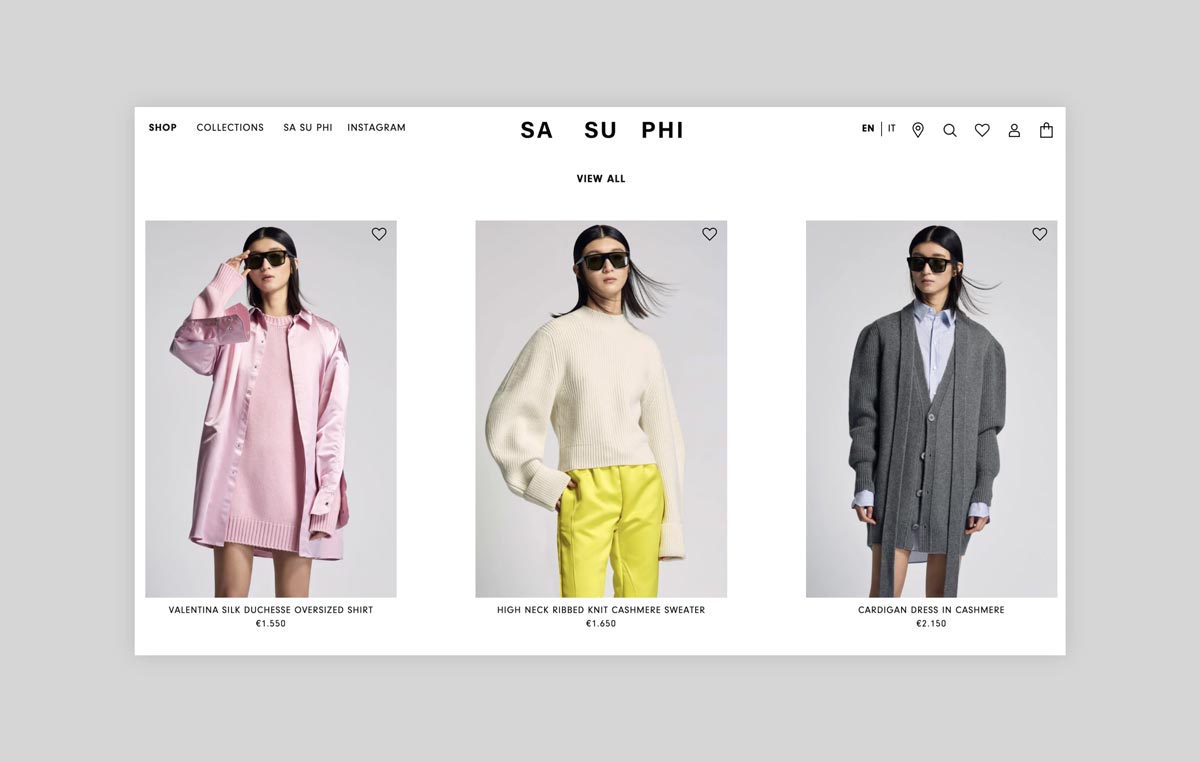 SHOP COLLECTIONS SA SU PHI INSTAGRAM
SA SU PHI
EN | IT
VIEW ALL
VALENTINA SILK DUCHESSE OVERSIZED SHIRT
€1.550
HIGH NECK RIBBED KNIT CASHMERE SWEATER
€1.650
CARDIGAN DRESS IN CASHMERE
€2.150